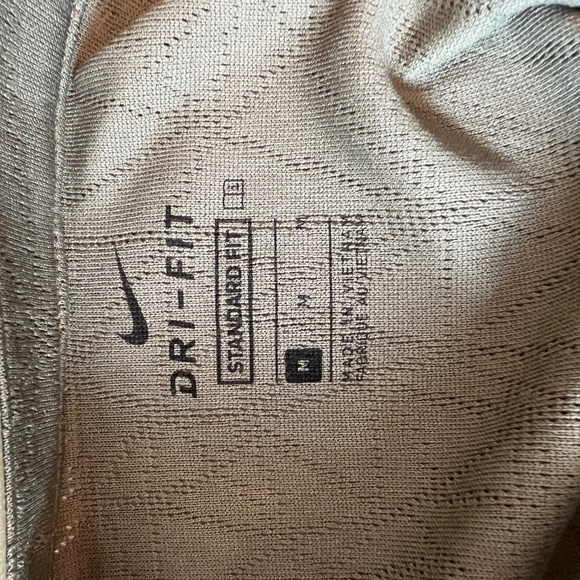 DRI-FIT
STANDARD FIT
M M M
MADE IN VIETNAM
FABRIQUÉ AU VIETNAM